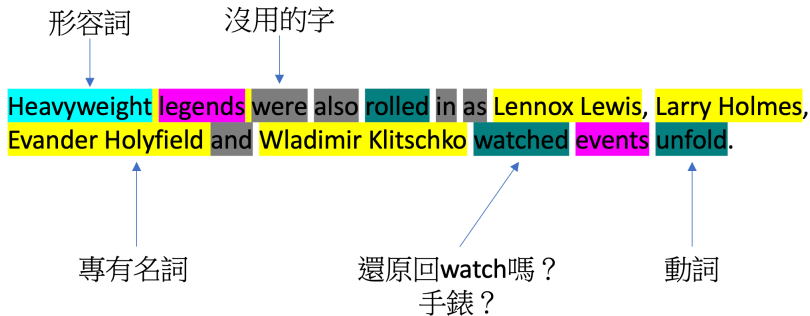 形容詞
沒用的字
Heavyweight legends were also rolled in as Lennox Lewis, Larry Holmes,
Evander Holyfield and Wladimir Klitschko watched events unfold.
專有名詞
還原回watch嗎？
手錶？
動詞